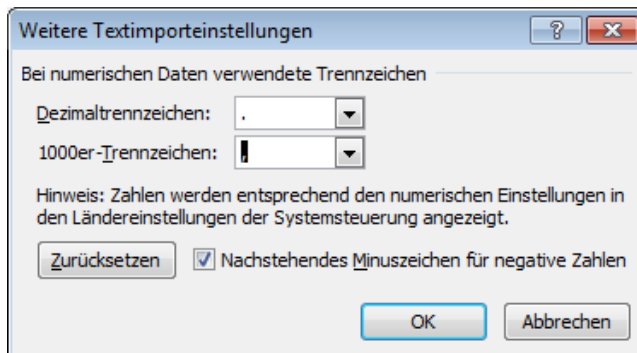 Weitere Textimporteinstellungen
Bei numerischen Daten verwendete Trennzeichen
Dezimaltrennzeichen: .
1000er-Trennzeichen: ,
Hinweis: Zahlen werden entsprechend den numerischen Einstellungen in
den Ländereinstellungen der Systemsteuerung angezeigt.
Zurücksetzen Nachstehendes Minuszeichen für negative Zahlen
OK Abbrechen